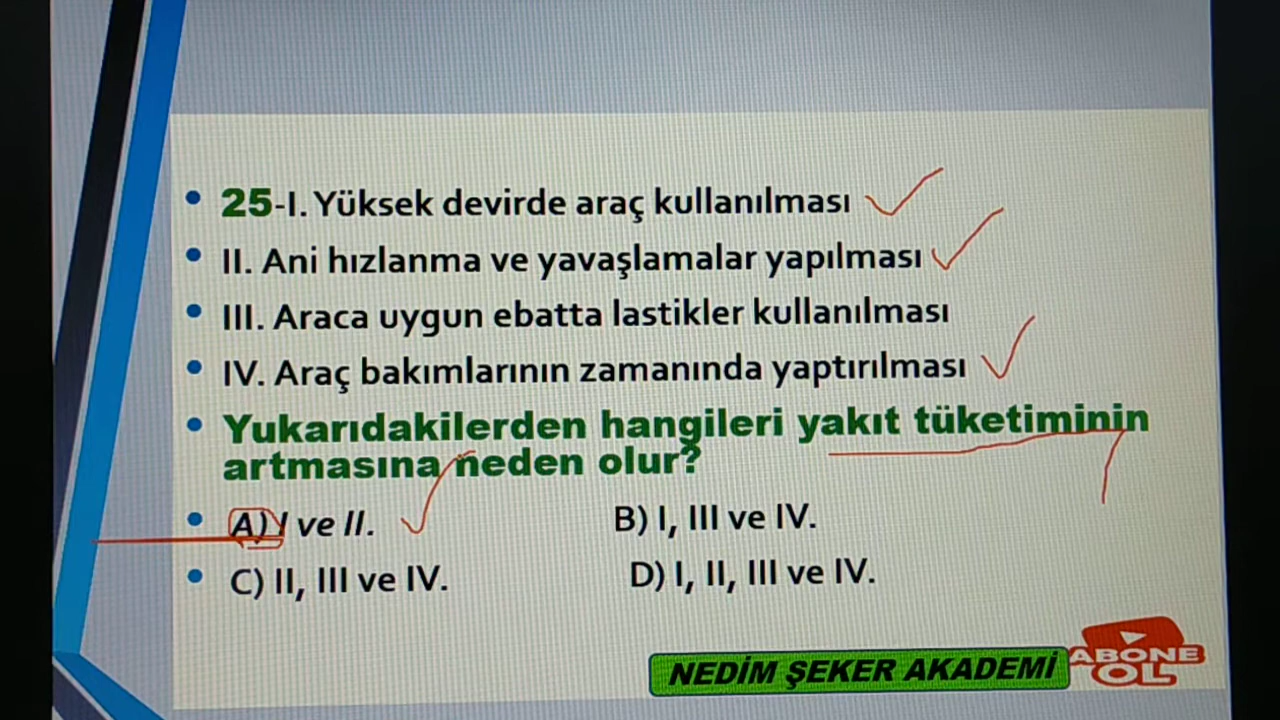 • 25-I. Yüksek devirde araç kullanılması
• II. Ani hızlanma ve yavaşlamalar yapılması
• III. Araca uygun ebatta lastikler kullanılması
• IV. Araç bakımlarının zamanında yaptırılması
• Yukarıdakilerden hangileri yakıt tüketiminin
artmasına neden olur?
• A) I ve II. B) I, III ve IV.
• C) II, III ve IV. D) I, II, III ve IV.
NEDİM ŞEKER AKADEMİ
ABONE
OL